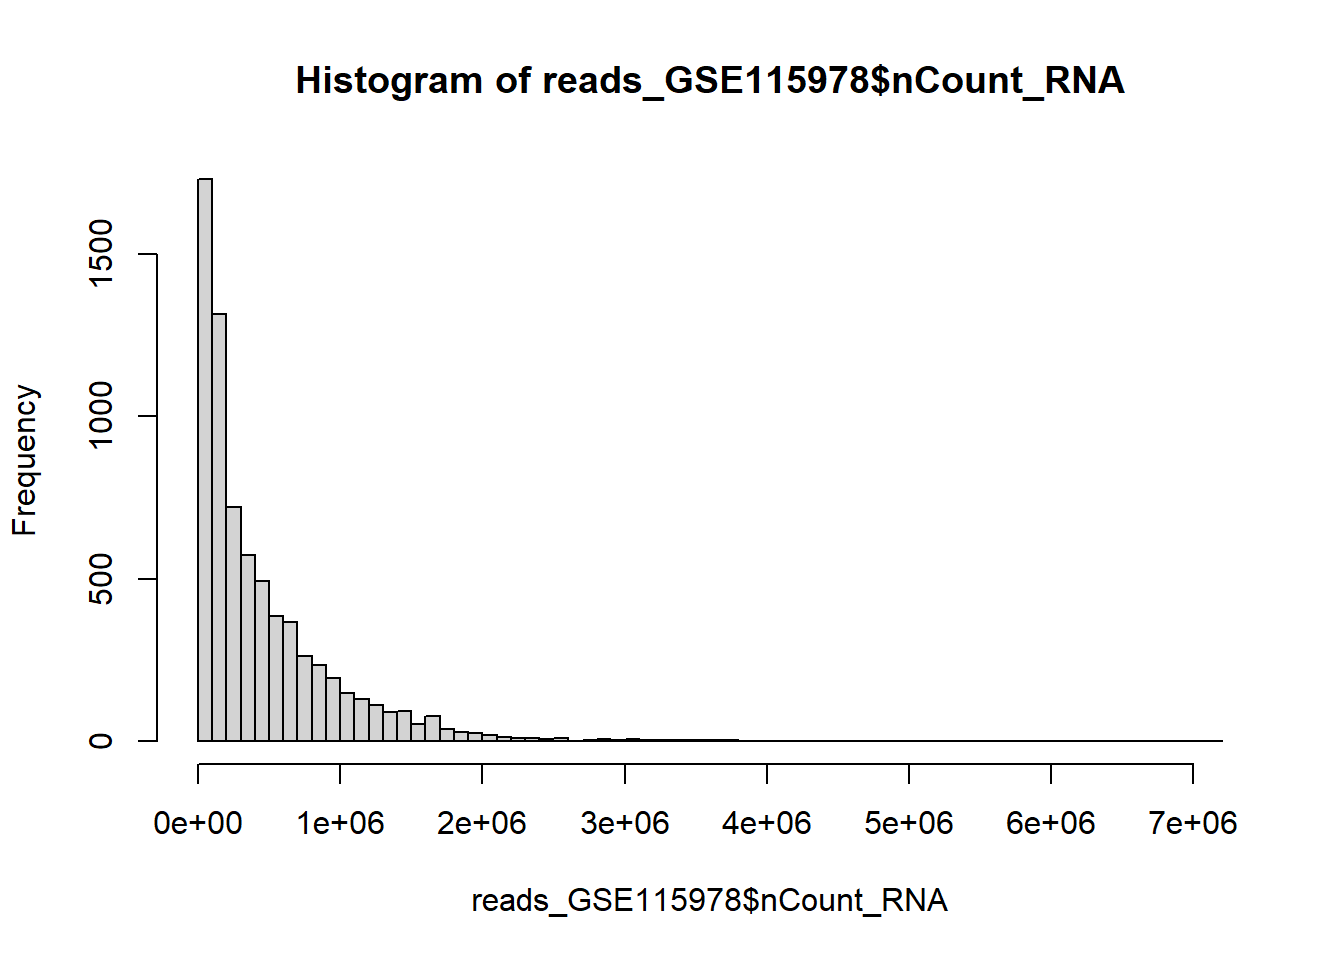 Histogram of reads_GSE115978$nCount_RNA
Frequency
1500
1000
500
0
0e+00 1e+06 2e+06 3e+06 4e+06 5e+06 6e+06 7e+06
reads_GSE115978$nCount_RNA